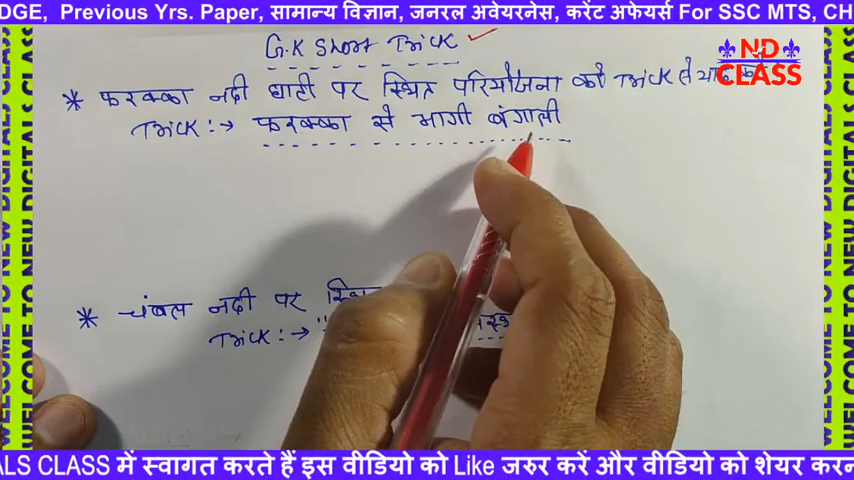 DGE, Previous Yrs. Paper, सामान्य विज्ञान, जनरल अवेयरनेस, करेंट अफेयर्स For SSC MTS, CH
G.K Short Trick
ND
CLASS
* फरक्का नदी घाटी पर स्थित परियोजना को Trick से याद
Trick :→ फरक्का से भागी बंगाली
* चंबल नदी पर
Trick :→ "
ALS CLASS में स्वागत करते हैं इस वीडियो को Like जरुर करें और वीडियो को शेयर करन
WELCOME TO NEW DIGITALS
WELCOME TO NEW DIGITALS